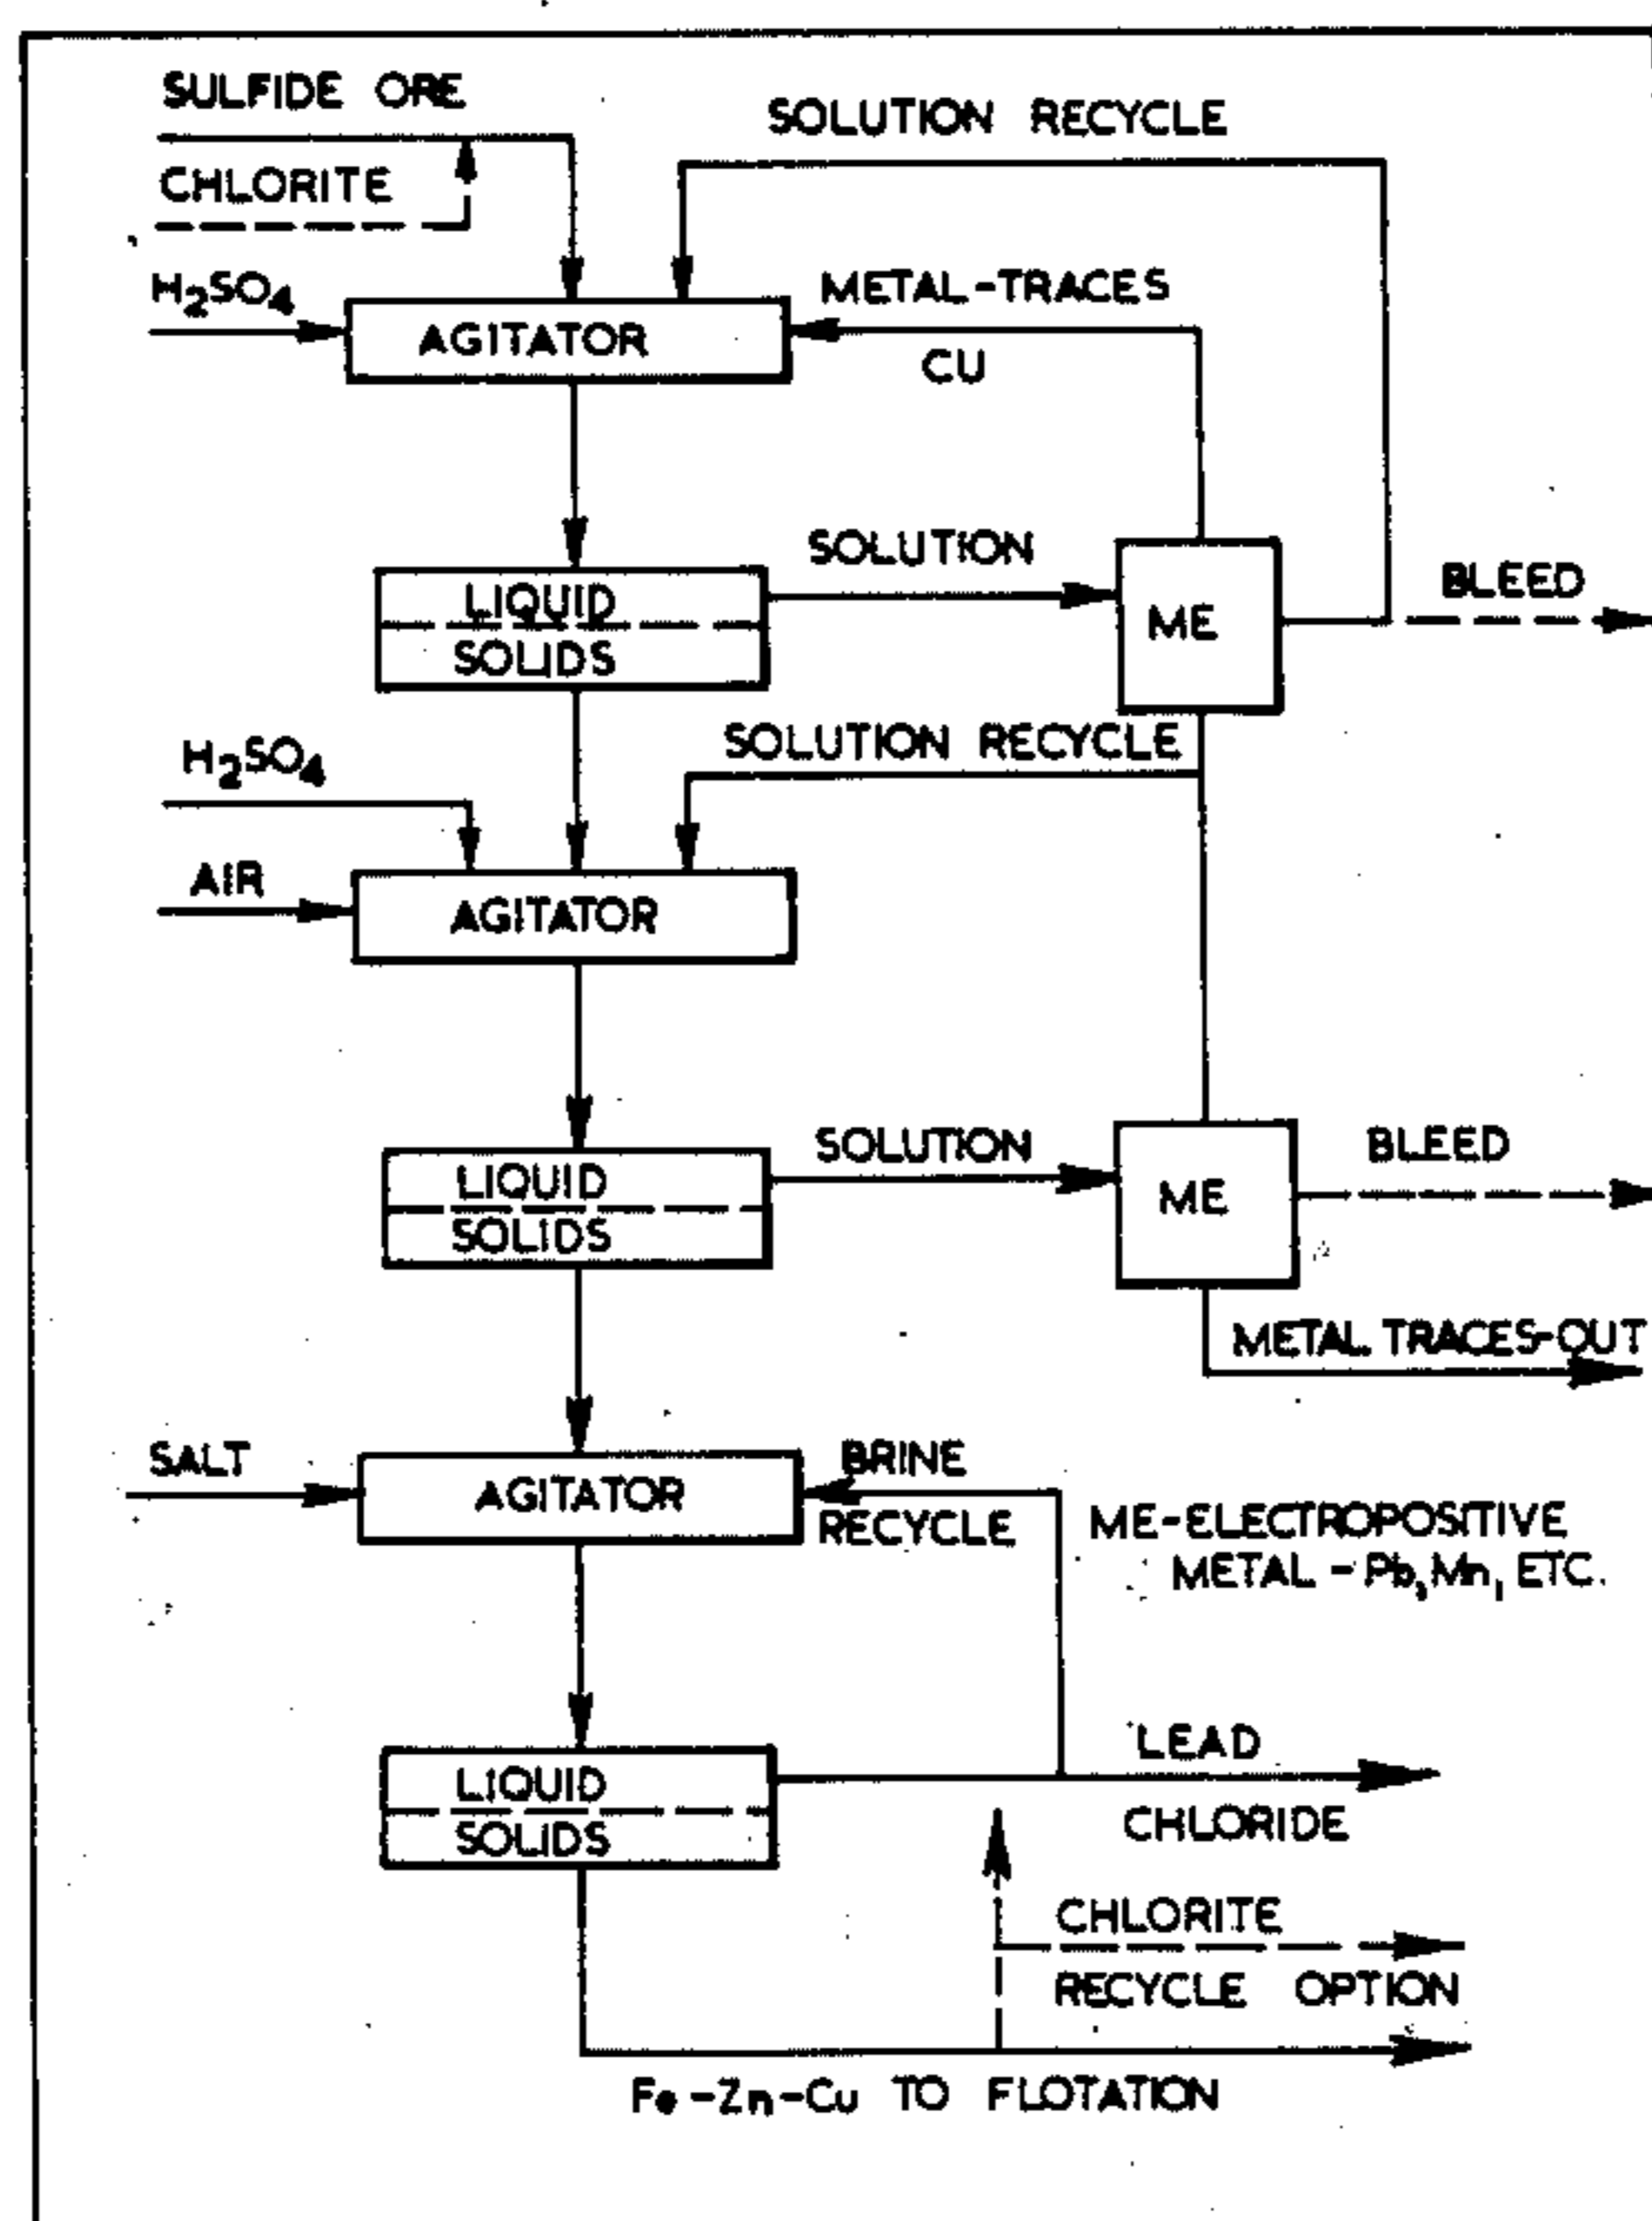 SULFIDE ORE
SOLUTION RECYCLE
CHLORITE
H2SO4
METAL-TRACES
AGITATOR
CU
SOLUTION
LIQUID
SOLIDS
ME
BLEED
SOLUTION RECYCLE
H2SO4
AIR
AGITATOR
SOLUTION
BLEED
LIQUID
SOLIDS
ME
METAL TRACES-OUT
SALT
AGITATOR
BRINE
RECYCLE
ME-ELECTROPOSITIVE
METAL-Pb, Mn, ETC.
LEAD
CHLORIDE
LIQUID
SOLIDS
CHLORITE
RECYCLE OPTION
Fe-Zn-Cu TO FLOTATION